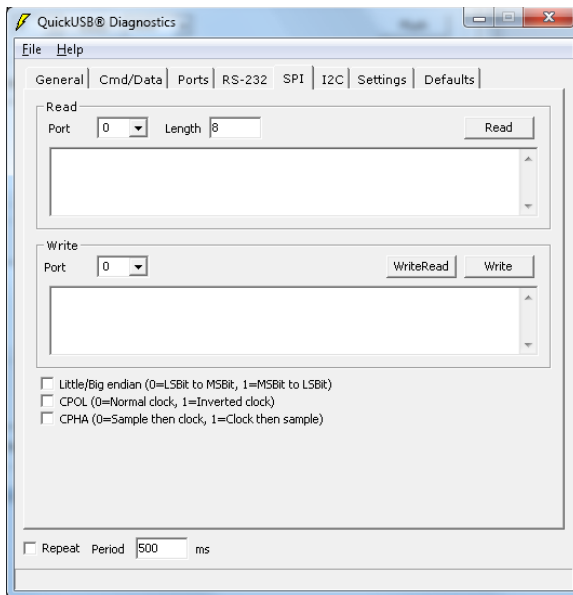 QuickUSB® Diagnostics
File Help
General Cmd/Data Ports RS-232 SPI I2C Settings Defaults
Read
Port 0 Length 8 Read
Write
Port 0 WriteRead Write
Little/Big endian (0=LSBit to MSBit, 1=MSBit to LSBit)
CPOL (0=Normal clock, 1=Inverted clock)
CPHA (0=Sample then clock, 1=Clock then sample)
Repeat Period 500 ms